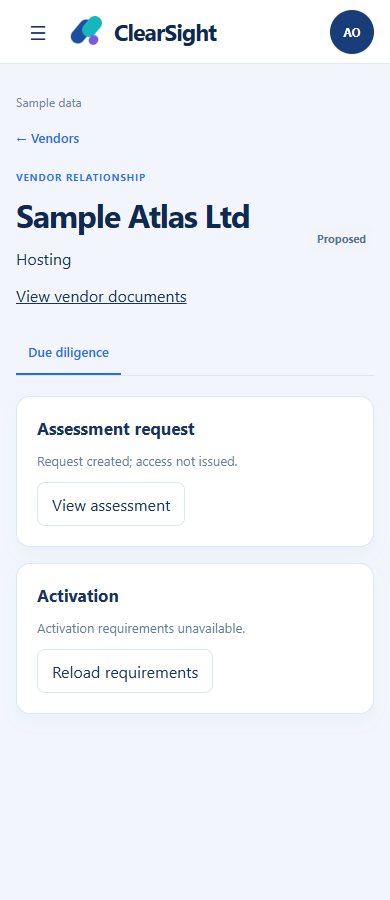 ☰ ClearSight AO
Sample data
← Vendors
VENDOR RELATIONSHIP
Sample Atlas Ltd
Proposed
Hosting
View vendor documents
Due diligence
Assessment request
Request created; access not issued.
View assessment
Activation
Activation requirements unavailable.
Reload requirements